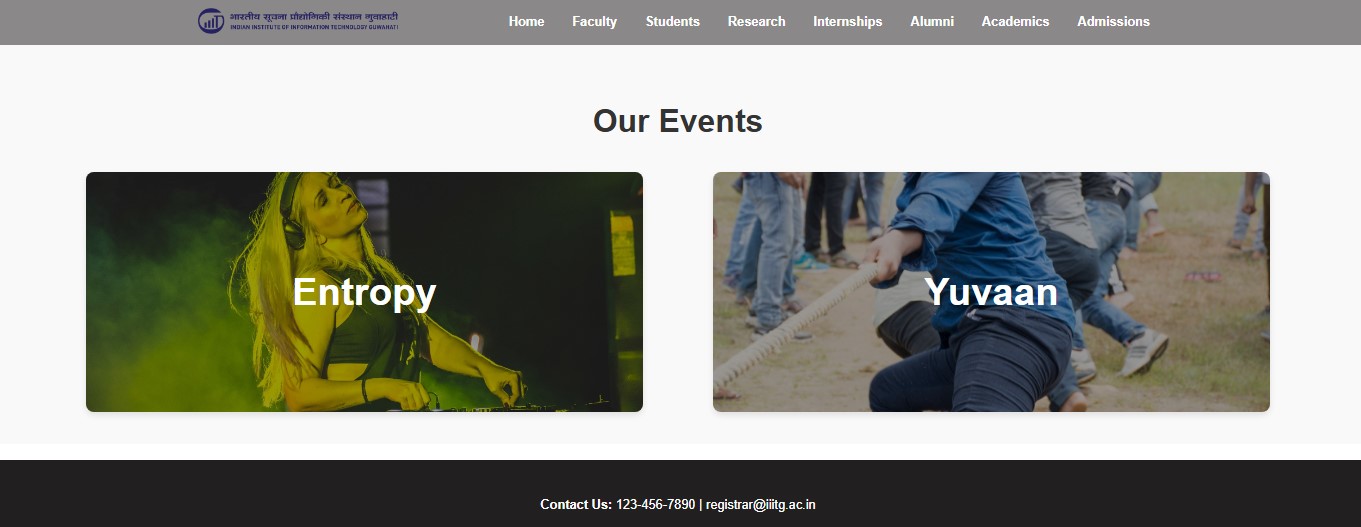 भारतीय सूचना प्रौद्योगिकी संस्थान गुवाहाटी
INDIAN INSTITUTE OF INFORMATION TECHNOLOGY GUWAHATI
Home Faculty Students Research Internships Alumni Academics Admissions
Our Events
Entropy
Yuvaan
Contact Us: 123-456-7890 | registrar@iiitg.ac.in